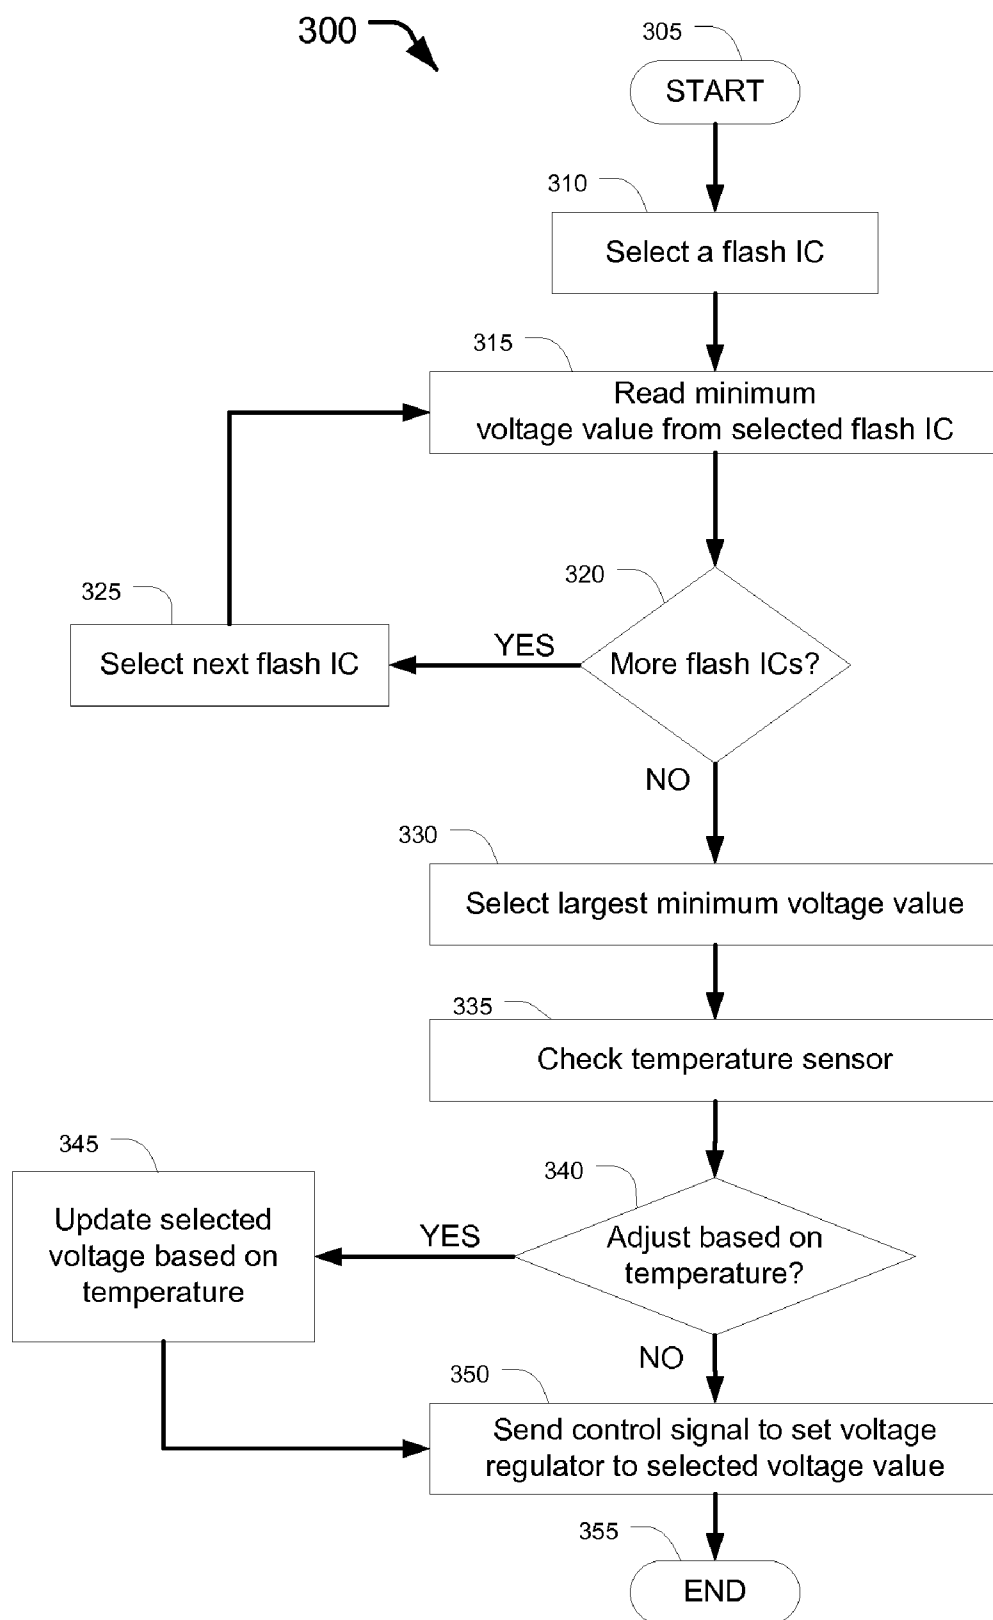 300
305
START
310
Select a flash IC
315
Read minimum
voltage value from selected flash IC
320
325
YES
Select next flash IC
More flash ICs?
NO
330
Select largest minimum voltage value
335
Check temperature sensor
345
340
Update selected
voltage based on
temperature
YES
Adjust based on
temperature?
NO
350
Send control signal to set voltage
regulator to selected voltage value
355
END